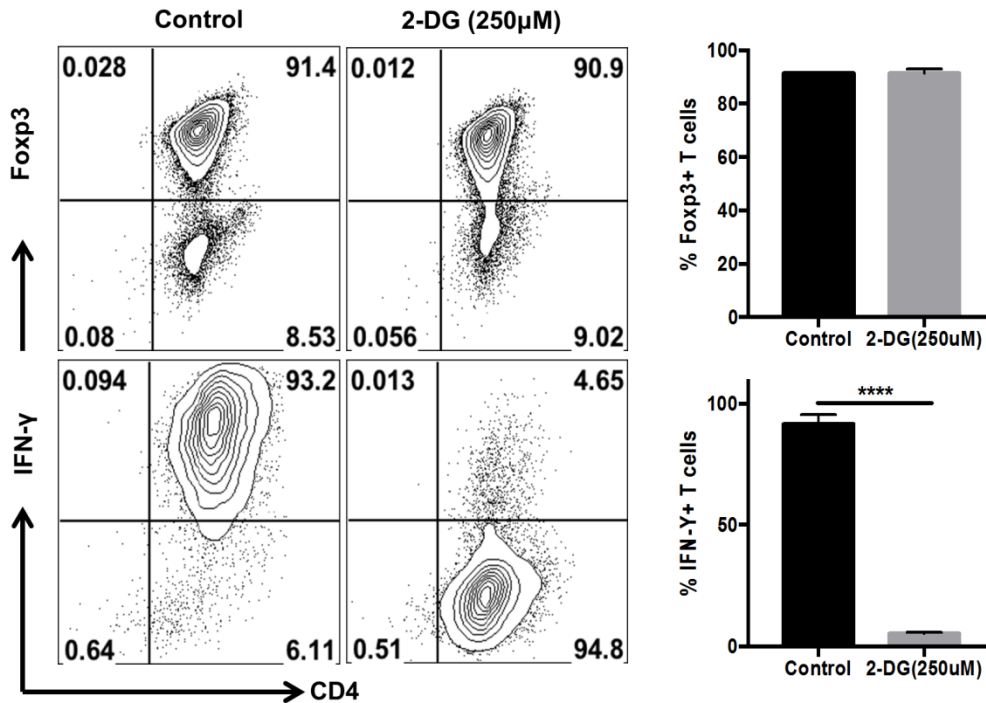 Control
2-DG (250μM)
Foxp3
0.028
91.4
0.08
8.53
0.012
90.9
0.056
9.02
IFN-γ
0.094
93.2
0.64
6.11
0.013
4.65
0.51
94.8
CD4
% Foxp3+ T cells
100
80
60
40
20
0
Control
2-DG(250uM)
% IFN-Y+ T cells
100
50
0
****
Control
2-DG(250uM)